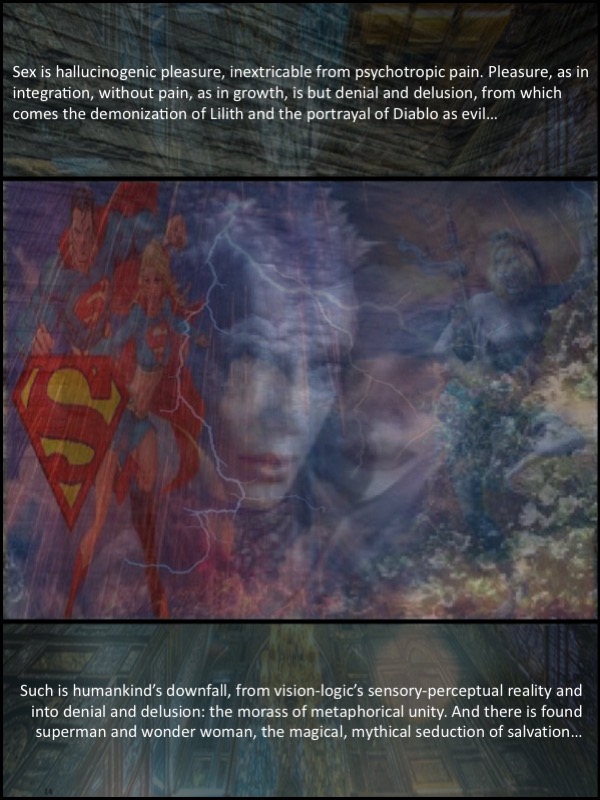 Sex is hallucinogenic pleasure, inextricable from psychotropic pain. Pleasure, as in
integration, without pain, as in growth, is but denial and delusion, from which
comes the demonization of Lilith and the portrayal of Diablo as evil...
S
Such is humankind's downfall, from vision-logic's sensory-perceptual reality and
into denial and delusion: the morass of metaphorical unity. And there is found
superman and wonder woman, the magical, mythical seduction of salvation...